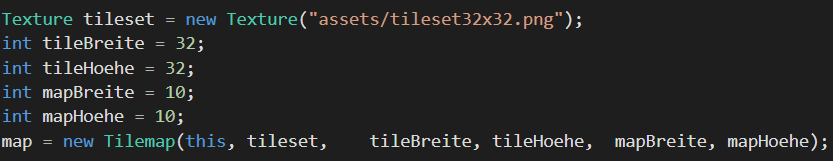 Texture tileset = new Texture("assets/tileset32x32.png");
int tileBreite = 32;
int tileHoehe = 32;
int mapBreite = 10;
int mapHoehe = 10;
map = new Tilemap(this, tileset,    tileBreite, tileHoehe,  mapBreite, mapHoehe);